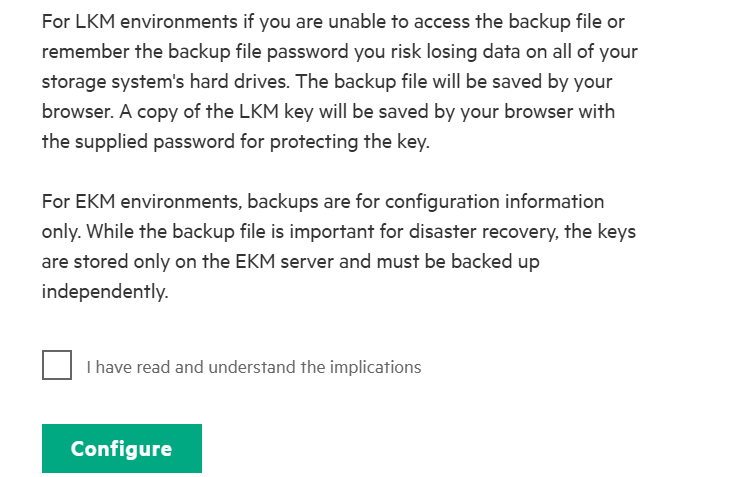 For LKM environments if you are unable to access the backup file or
remember the backup file password you risk losing data on all of your
storage system's hard drives. The backup file will be saved by your
browser. A copy of the LKM key will be saved by your browser with
the supplied password for protecting the key.
For EKM environments, backups are for configuration information
only. While the backup file is important for disaster recovery, the keys
are stored only on the EKM server and must be backed up
independently.
I have read and understand the implications
Configure